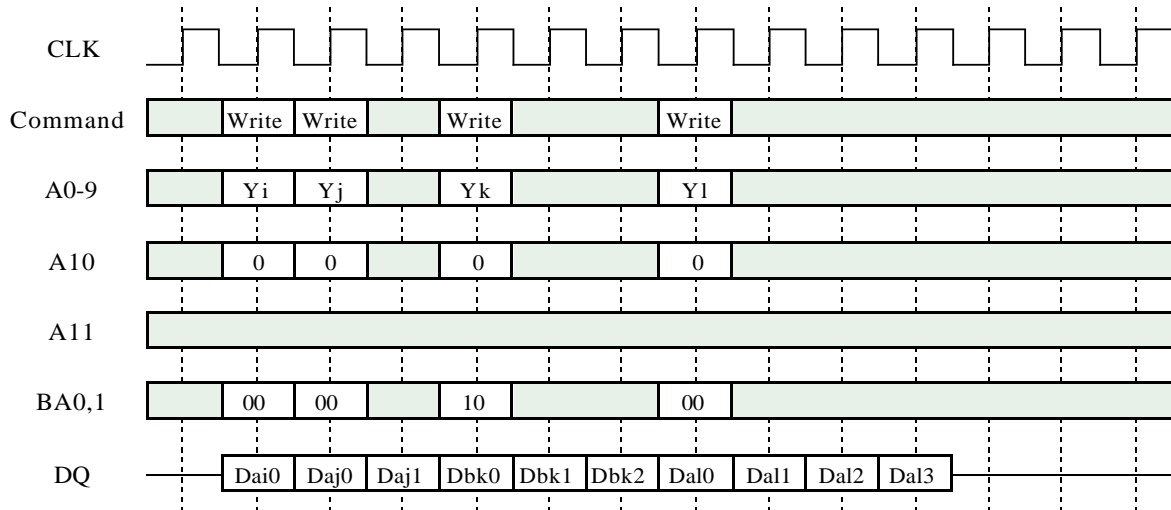 CLK
Command Write Write Write Write
A0-9 Yi Yj Yk Yl
A10 0 0 0 0
A11
BA0,1 00 00 10 00
DQ Dai0 Daj0 Daj1 Dbk0 Dbk1 Dbk2 Dal0 Dal1 Dal2 Dal3